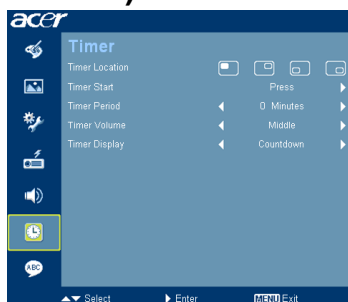 acer
Timer
Timer Location
Timer Start Press
Timer Period 0 Minutes
Timer Volume Middle
Timer Display Countdown
ABC
Select Enter MENU Exit